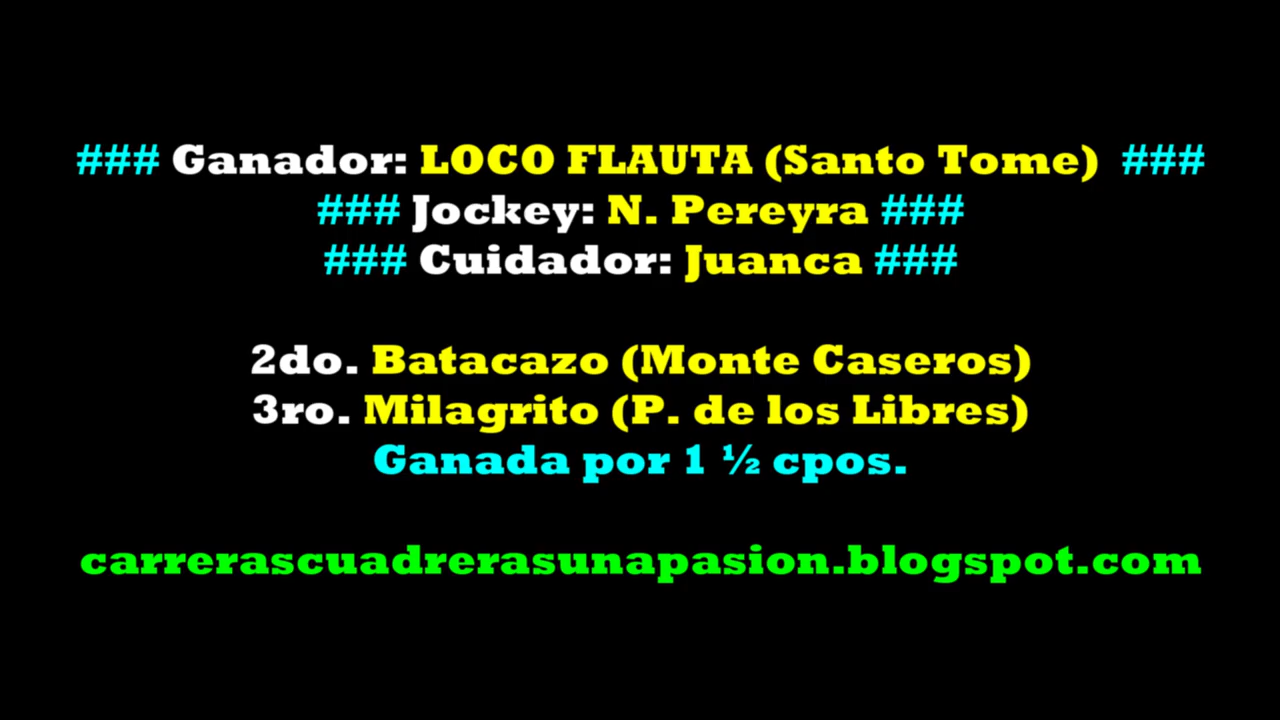 ### Ganador: LOCO FLAUTA (Santo Tome)  ###
### Jockey: N. Pereyra ###
### Cuidador: Juanca ###
2do. Batacazo (Monte Caseros)
3ro. Milagrito (P. de los Libres)
Ganada por 1 ½ cpos.
carrerascuadrerasunapasion.blogspot.com